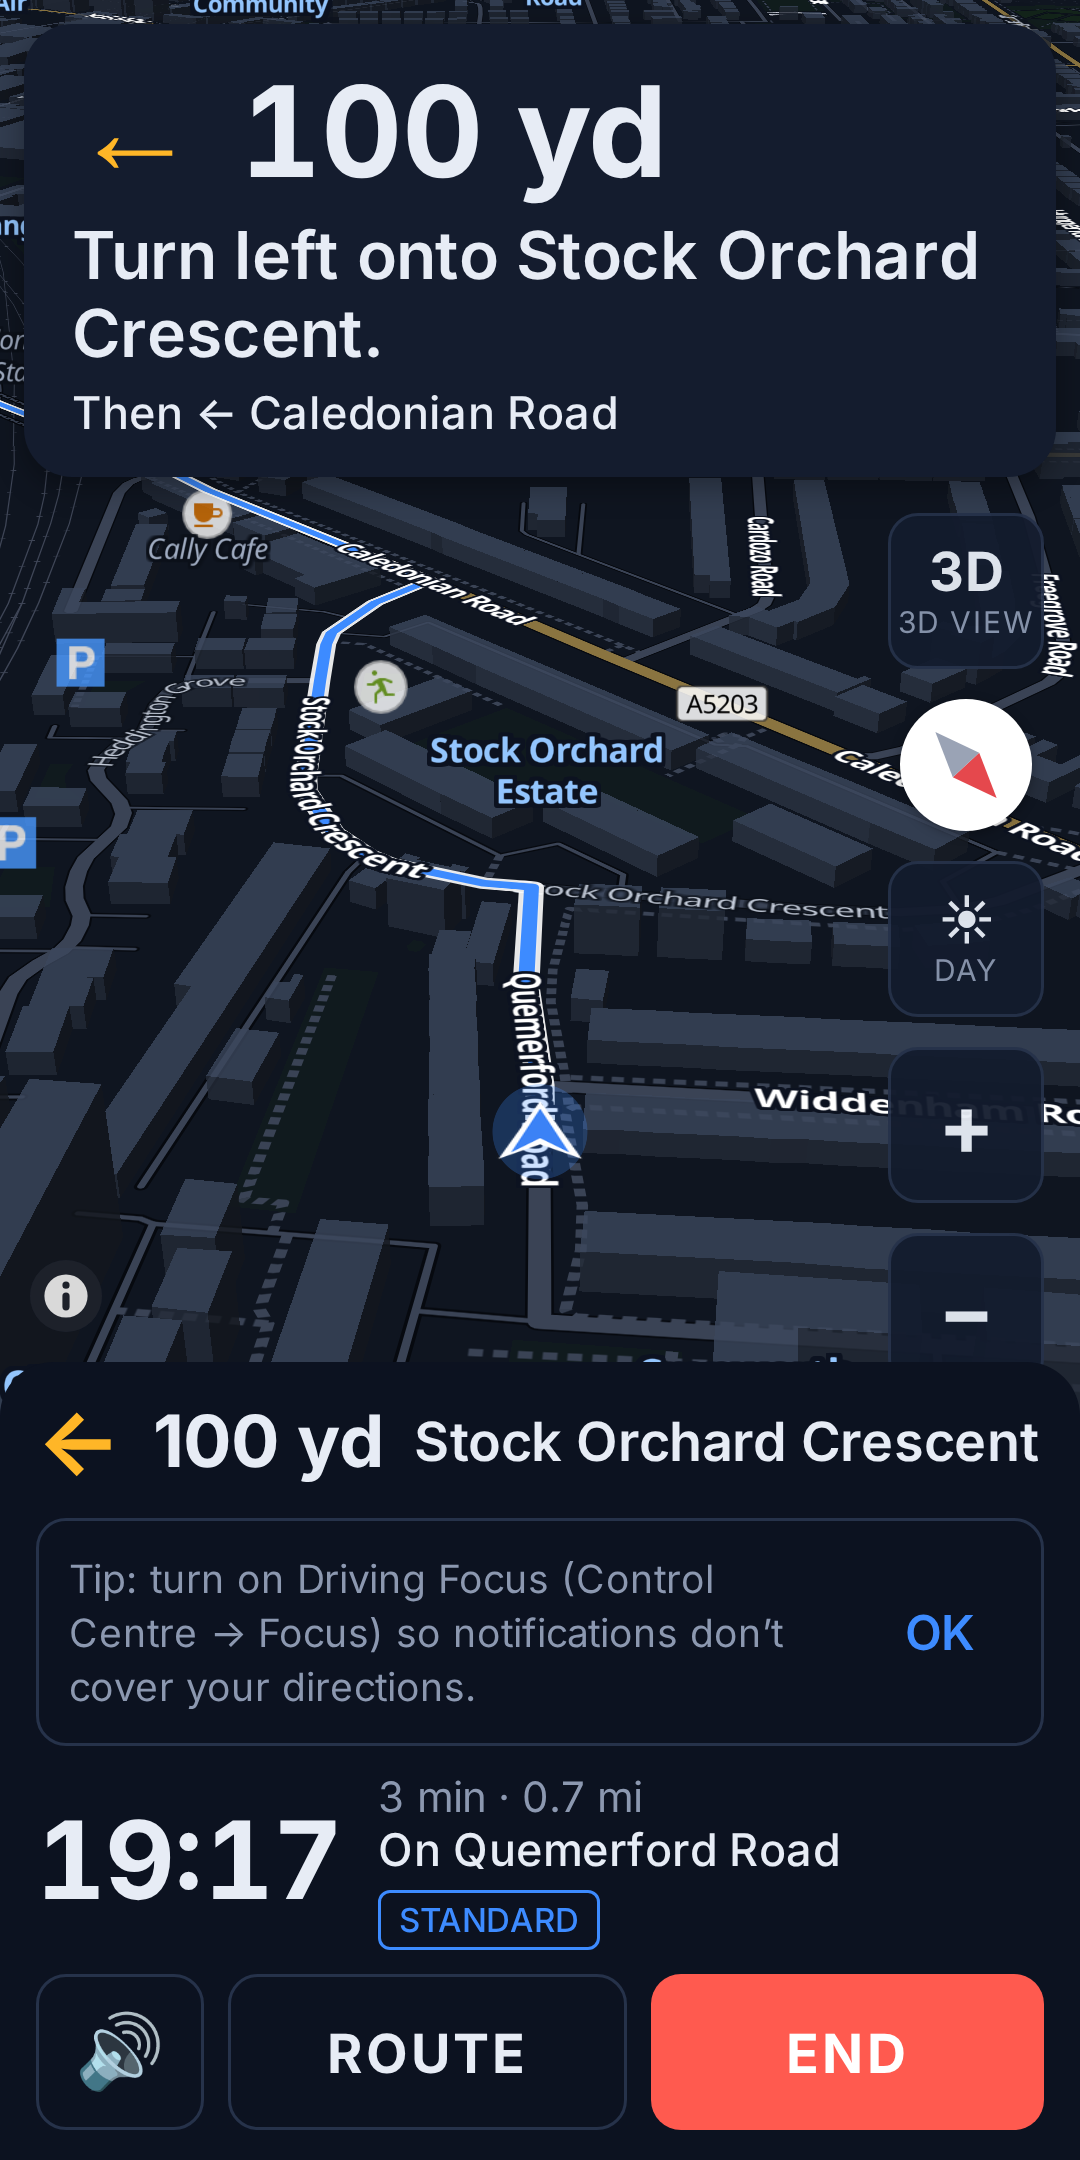 Community
Road
100 yd
Turn left onto Stock Orchard
Crescent.
Then ← Caledonian Road
Cally Cafe
Caledonian Road
Cardozo Road
3D
3D VIEW
Freegrove Road
P
Heddington Grove
A5203
Stock Orchard
Estate
Stock Orchard Crescent
P
Orchard Crescent
DAY
Quemerford Road
+
−
100 yd Stock Orchard Crescent
Tip: turn on Driving Focus (Control
Centre → Focus) so notifications don’t
cover your directions.
OK
3 min · 0.7 mi
19:17
On Quemerford Road
STANDARD
ROUTE
END